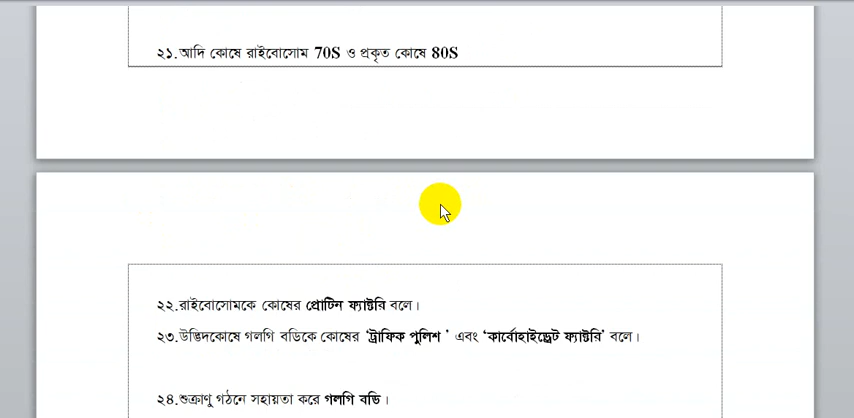 ২১.আদি কোষে রাইবোসোম 70S ও প্রকৃত কোষে 80S
২২.রাইবোসোমকে কোষের প্রোটিন ফ্যাক্টরি বলে।
২৩.উদ্ভিদকোষে গলগি বডিকে কোষের ‘ট্রাফিক পুলিশ ’ এবং ‘কার্বোহাইড্রেট ফ্যাক্টরি’ বলে।
২৪.শুক্রাণু গঠনে সহায়তা করে গলগি বডি।